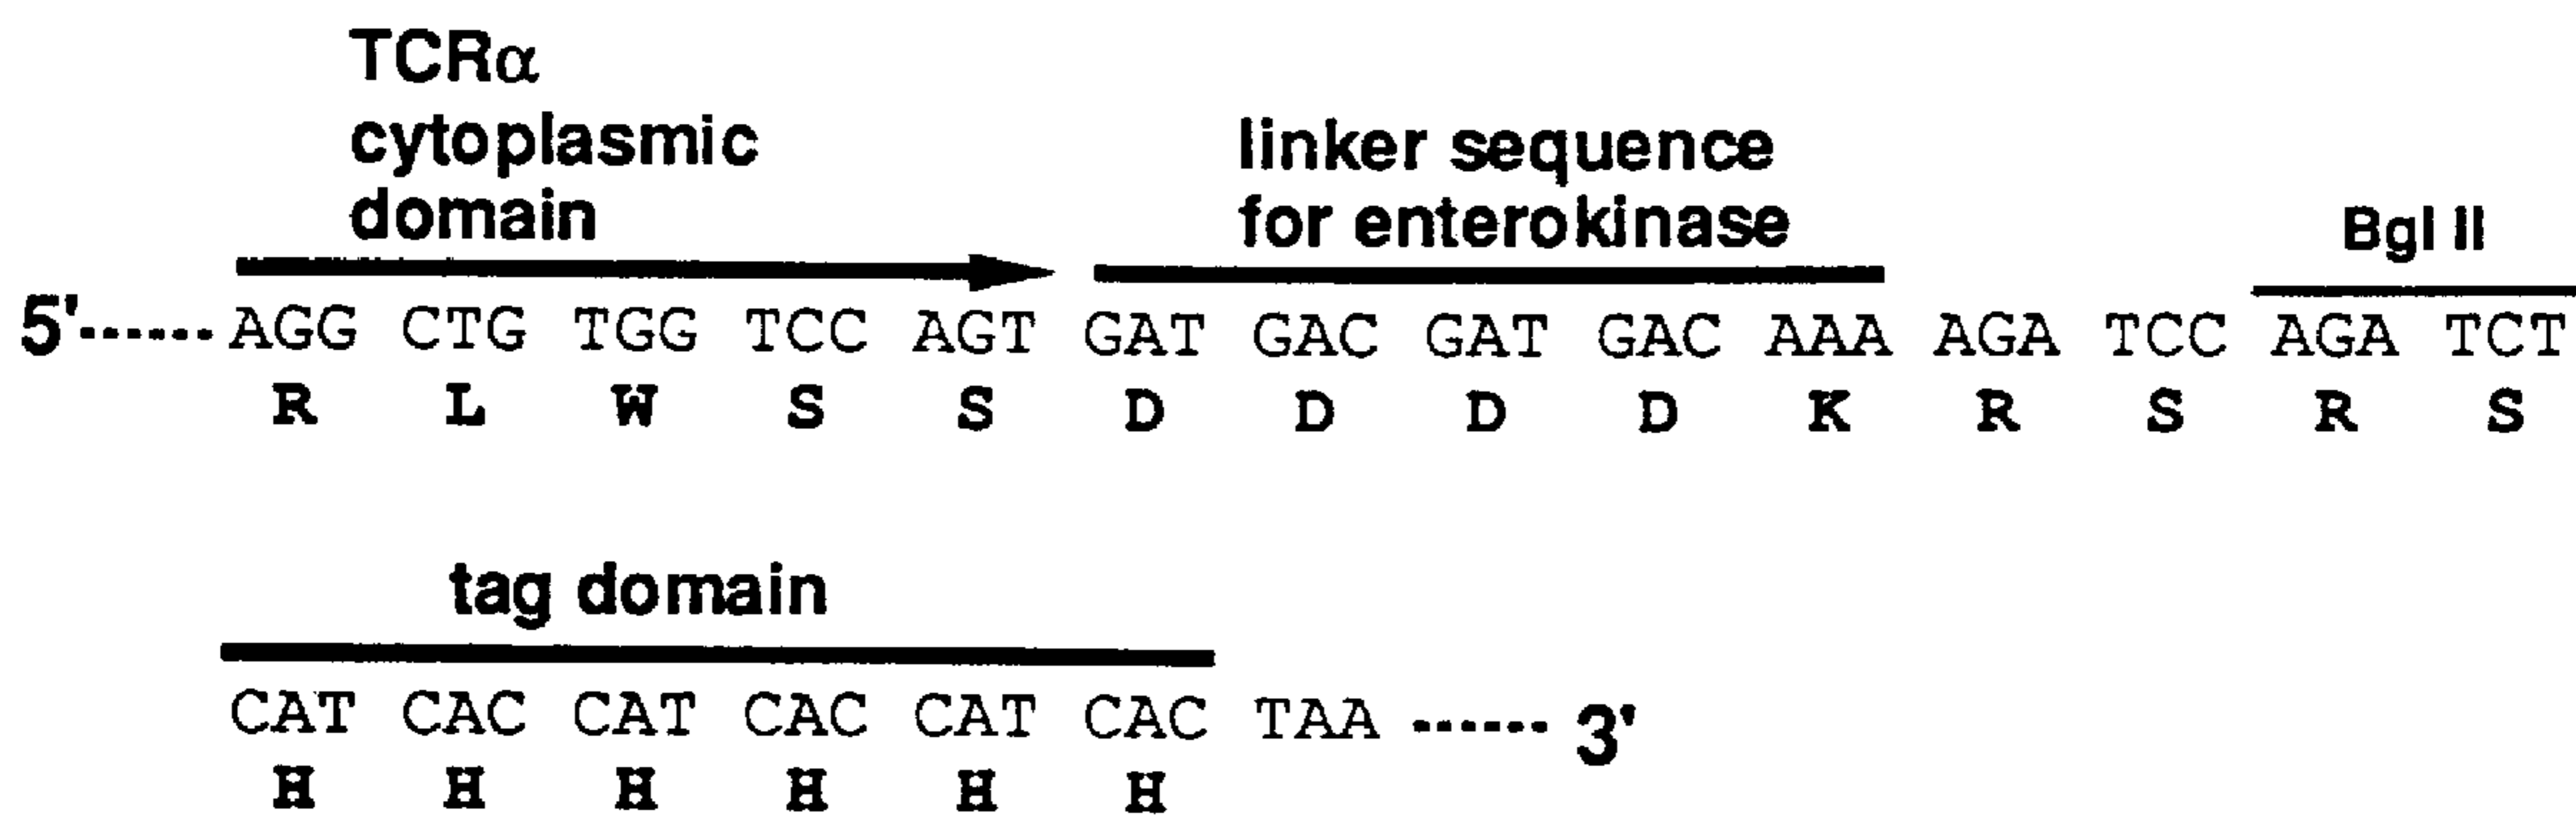 TCRα
cytoplasmic
domain
linker sequence
for enterokinase
Bgl II
5'------AGG CTG TGG TCC AGT GAT GAC GAT GAC AAA AGA TCC AGA TCT
R L W S S D D D D K R S R S
tag domain
CAT CAC CAT CAC CAT CAC TAA ------ 3'
H H H H H H